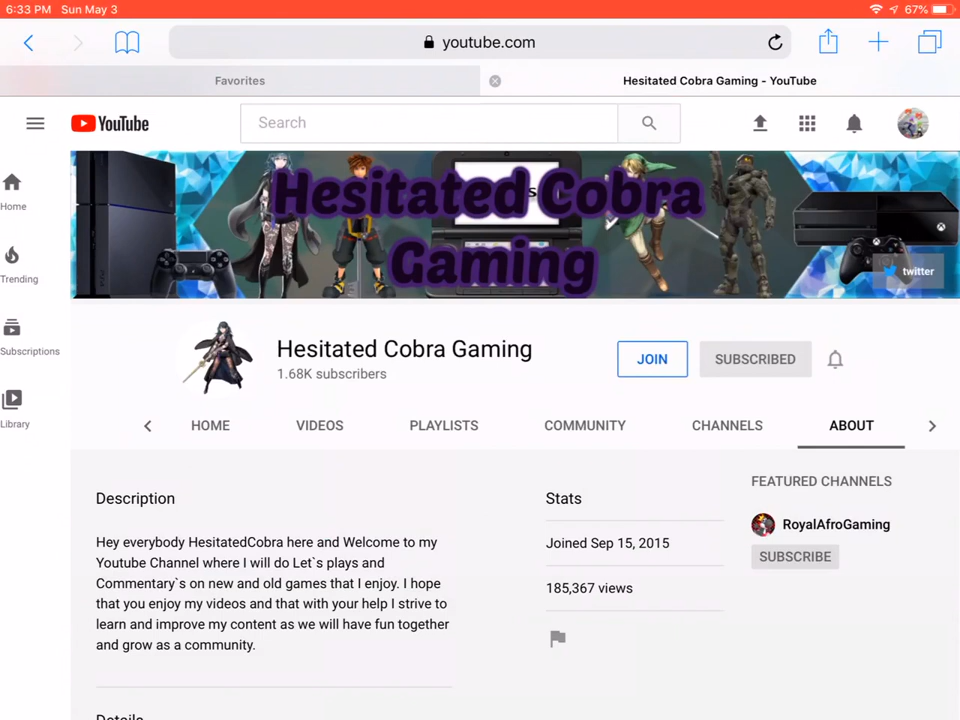 6:33 PM Sun May 3
67%
youtube.com
Favorites
Hesitated Cobra Gaming - YouTube
YouTube
Search
Home
Trending
Subscriptions
Library
Hesitated Cobra
Gaming
twitter
Hesitated Cobra Gaming
1.68K subscribers
JOIN
SUBSCRIBED
HOME VIDEOS PLAYLISTS COMMUNITY CHANNELS ABOUT
Description
Hey everybody HesitatedCobra here and Welcome to my
Youtube Channel where I will do Let`s plays and
Commentary`s on new and old games that I enjoy. I hope
that you enjoy my videos and that with your help I strive to
learn and improve my content as we will have fun together
and grow as a community.
Details
Stats
Joined Sep 15, 2015
185,367 views
FEATURED CHANNELS
RoyalAfroGaming
SUBSCRIBE